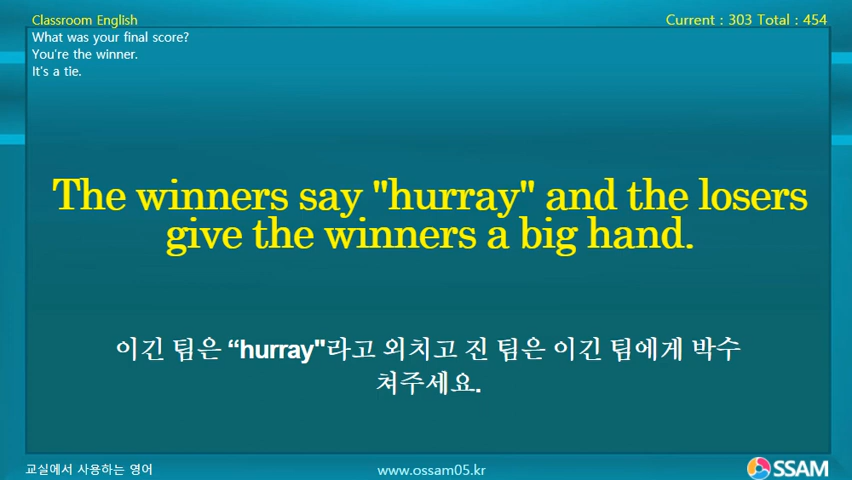 Classroom English
Current : 303 Total : 454
What was your final score?
You're the winner.
It's a tie.
The winners say "hurray" and the losers
give the winners a big hand.
이긴 팀은 “hurray"라고 외치고 진 팀은 이긴 팀에게 박수
쳐주세요.
교실에서 사용하는 영어
www.ossam05.kr
SSAM